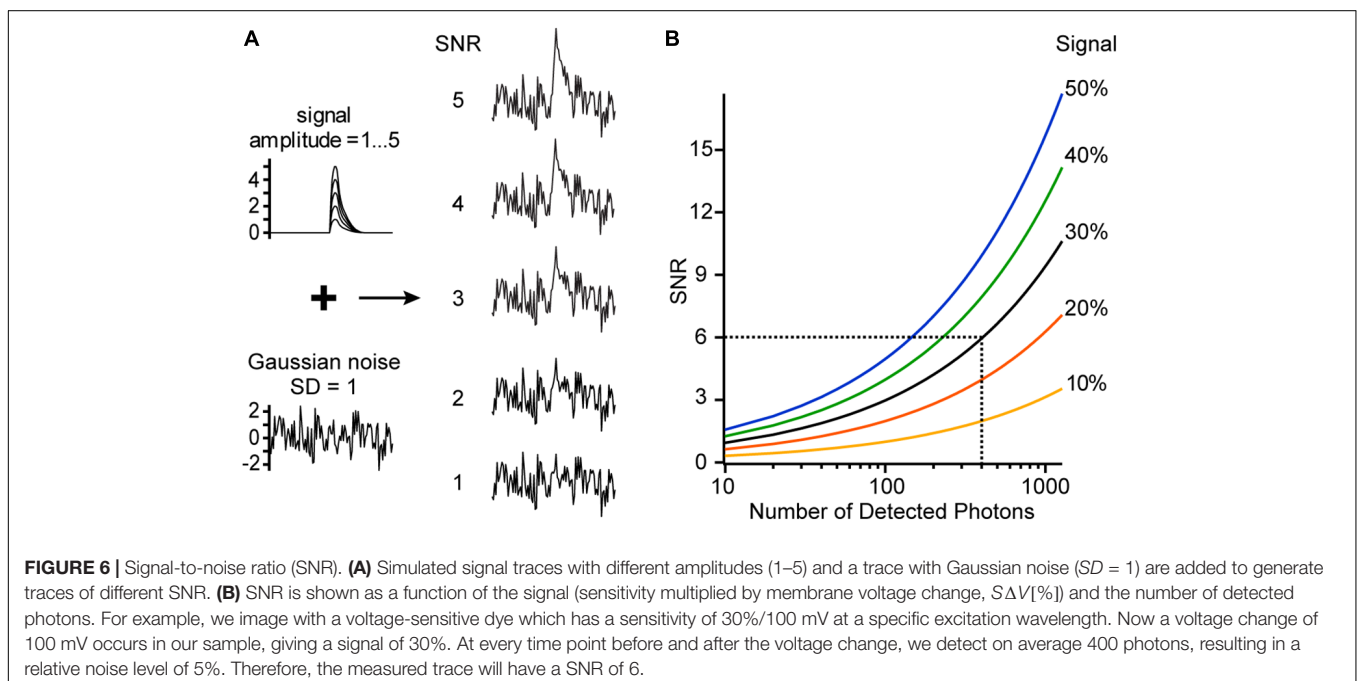 A
signal
amplitude =1...5
4
2
0
Gaussian noise
SD = 1
2
0
-2
SNR
5
4
3
2
1
B
Signal
50%
40%
30%
20%
10%
15
12
9
6
3
0
SNR
10
100
1000
Number of Detected Photons
FIGURE 6 | Signal-to-noise ratio (SNR). (A) Simulated signal traces with different amplitudes (1–5) and a trace with Gaussian noise (SD = 1) are added to generate
traces of different SNR. (B) SNR is shown as a function of the signal (sensitivity multiplied by membrane voltage change, SΔV[%]) and the number of detected
photons. For example, we image with a voltage-sensitive dye which has a sensitivity of 30%/100 mV at a specific excitation wavelength. Now a voltage change of
100 mV occurs in our sample, giving a signal of 30%. At every time point before and after the voltage change, we detect on average 400 photons, resulting in a
relative noise level of 5%. Therefore, the measured trace will have a SNR of 6.